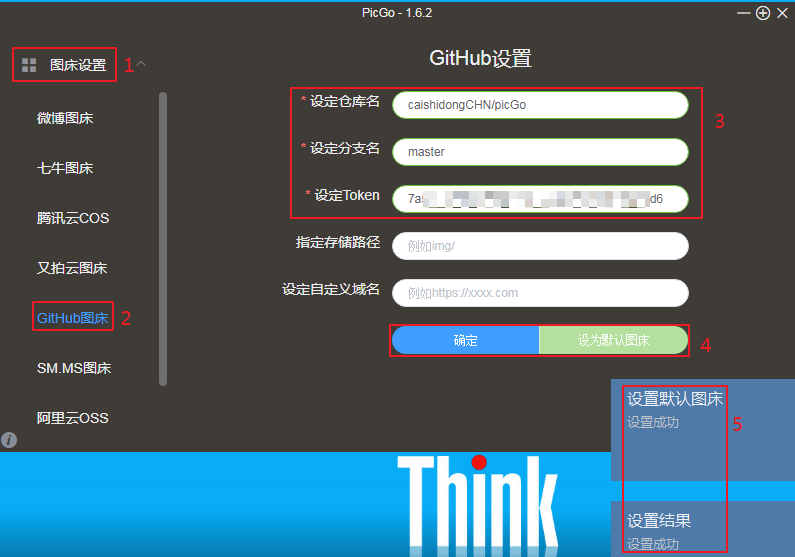 PicGo - 1.6.2
图床设置 1
微博图床
七牛图床
腾讯云COS
又拍云图床
GitHub图床 2
SM.MS图床
阿里云OSS
GitHub设置
* 设定仓库名 caishidongCHN/picGo
3
* 设定分支名 master
* 设定Token 7a d6
指定存储路径 例如img/
设定自定义域名 例如https://xxxx.com
确定 设为默认图床 4
设置默认图床
设置成功
5
设置结果
设置成功
Think